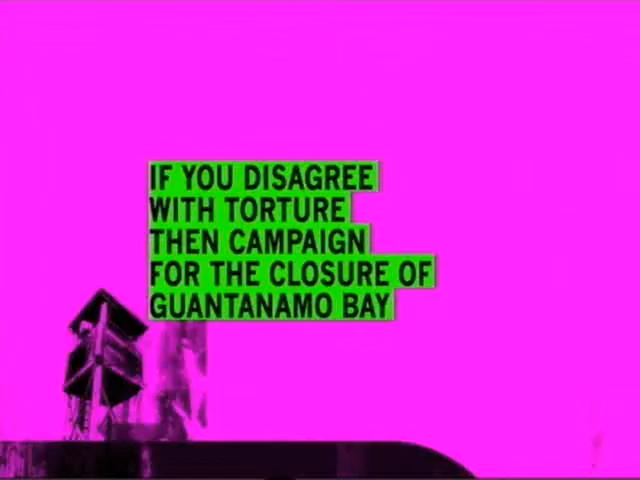 IF YOU DISAGREE
WITH TORTURE
THEN CAMPAIGN
FOR THE CLOSURE OF
GUANTANAMO BAY